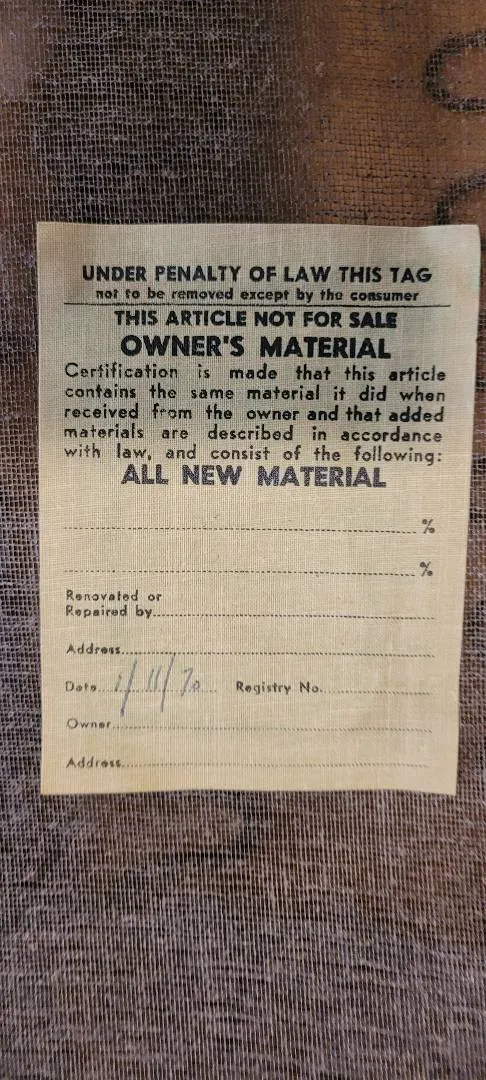 UNDER PENALTY OF LAW THIS TAG
not to be removed except by the consumer
THIS ARTICLE NOT FOR SALE
OWNER'S MATERIAL
Certification is made that this article
contains the same material it did when
received from the owner and that added
materials are described in accordance
with law, and consist of the following:
ALL NEW MATERIAL
%
%
Renovated or
Repaired by
Address
Date 1/11/70 Registry No.
Owner
Address